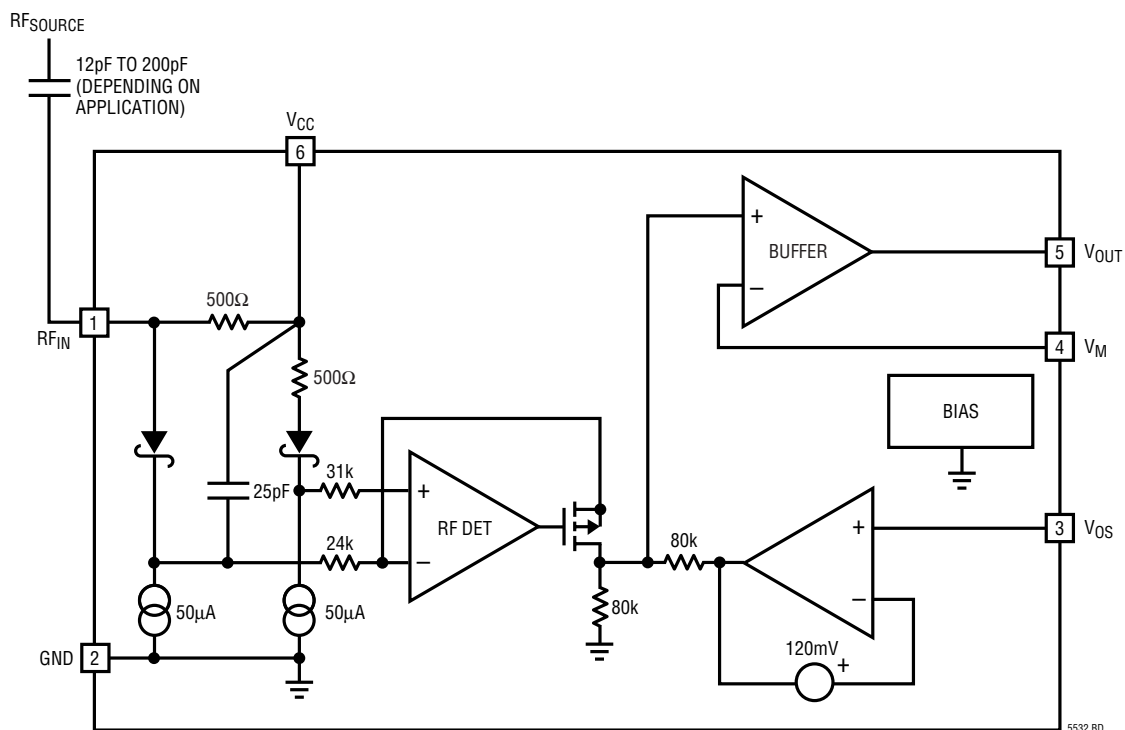 RFSOURCE
12pF TO 200pF
(DEPENDING ON
APPLICATION)
VCC
6
+
BUFFER
–
5
VOUT
500Ω
1
RFIN
4
VM
500Ω
BIAS
31k
25pF
+
RF DET
–
24k
80k
+
–
3
VOS
50µA
50µA
80k
GND
2
120mV
+
5532 BD